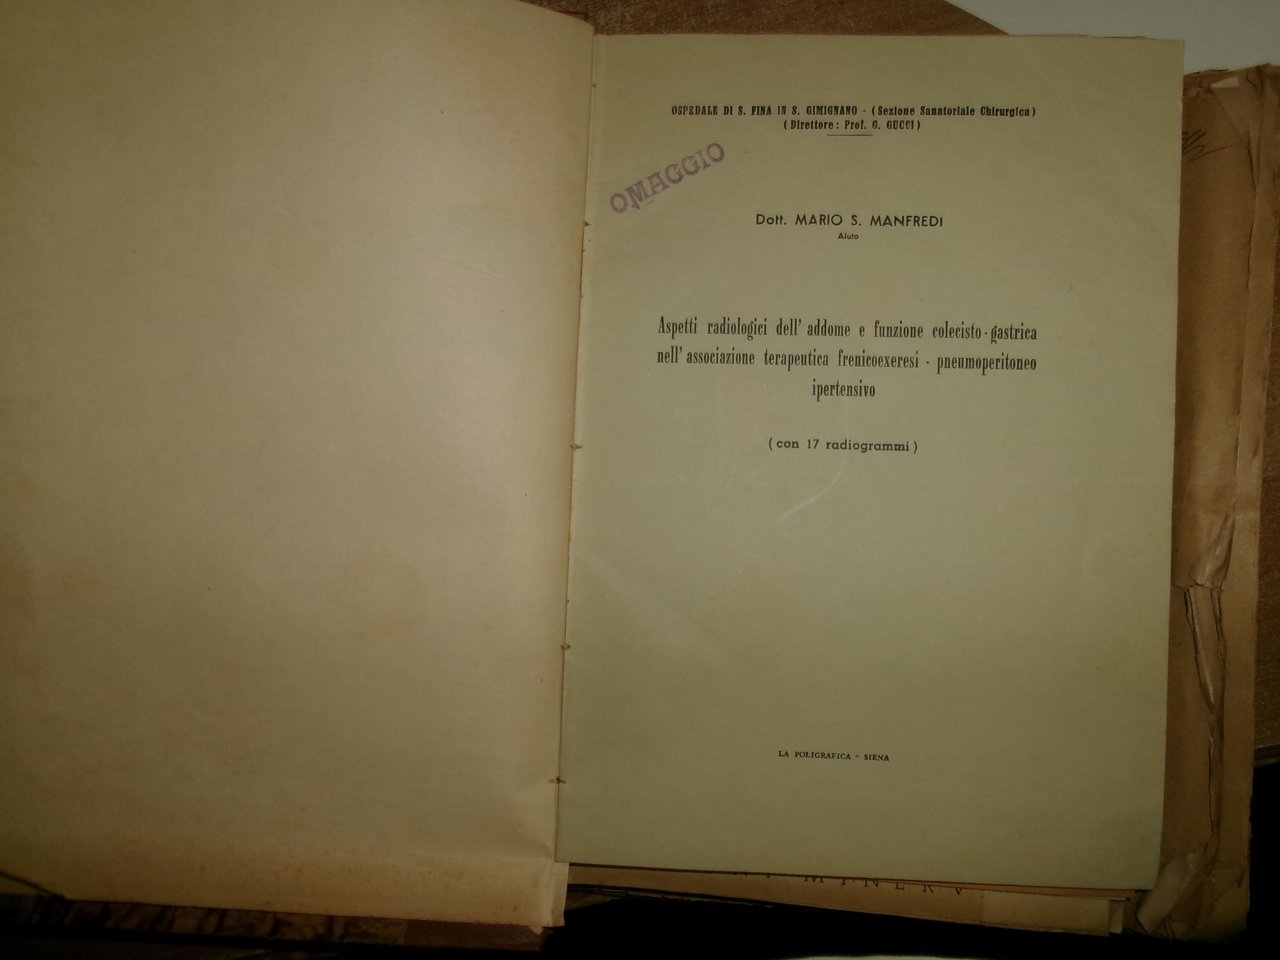 OSPEDALE DI S. FINA IN S. GIMIGNANO - (Sezione Sanatoriale Chirurgica)
(Direttore: Prof. G. GUCCI)
OMAGGIO
Dott. MARIO S. MANFREDI
Aiuto
Aspetti radiologici dell' addome e funzione colecisto-gastrica
nell' associazione terapeutica frenicoexeresi - pneumoperitoneo
ipertensivo
(con 17 radiogrammi)
LA POLIGRAFICA - SIENA